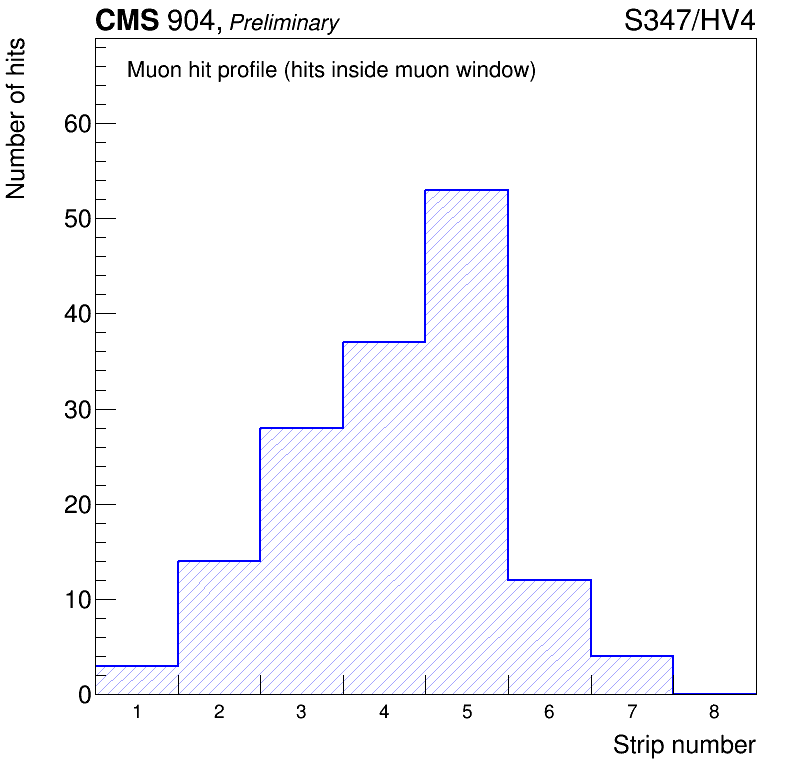 CMS 904, Preliminary S347/HV4
Number of hits
Muon hit profile (hits inside muon window)
60
50
40
30
20
10
0
1 2 3 4 5 6 7 8
Strip number